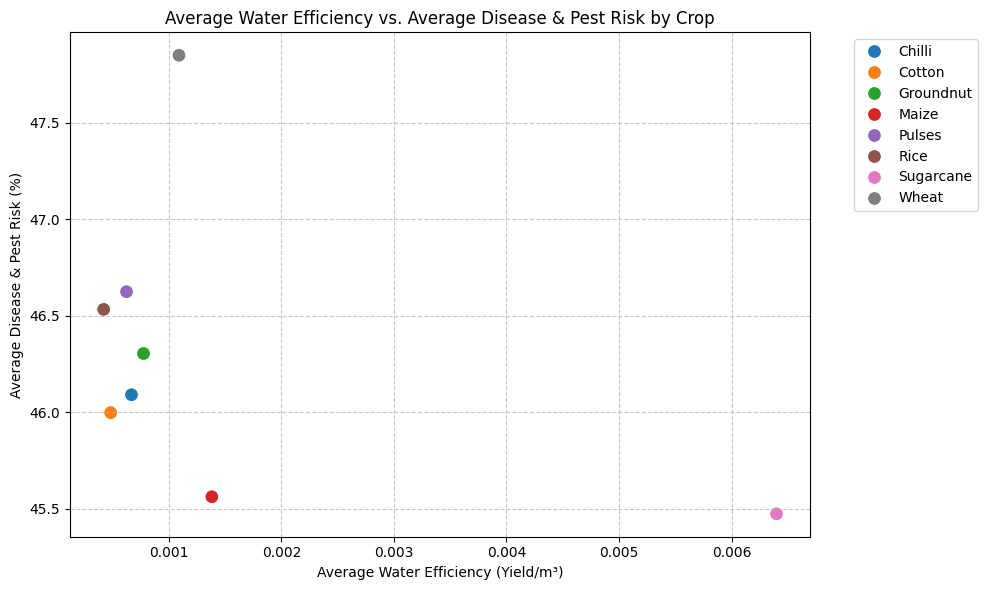 Average Water Efficiency vs. Average Disease & Pest Risk by Crop
Chilli
Cotton
Groundnut
Maize
Pulses
Rice
Sugarcane
Wheat
Average Disease & Pest Risk (%)
47.5
47.0
46.5
46.0
45.5
0.001 0.002 0.003 0.004 0.005 0.006
Average Water Efficiency (Yield/m³)